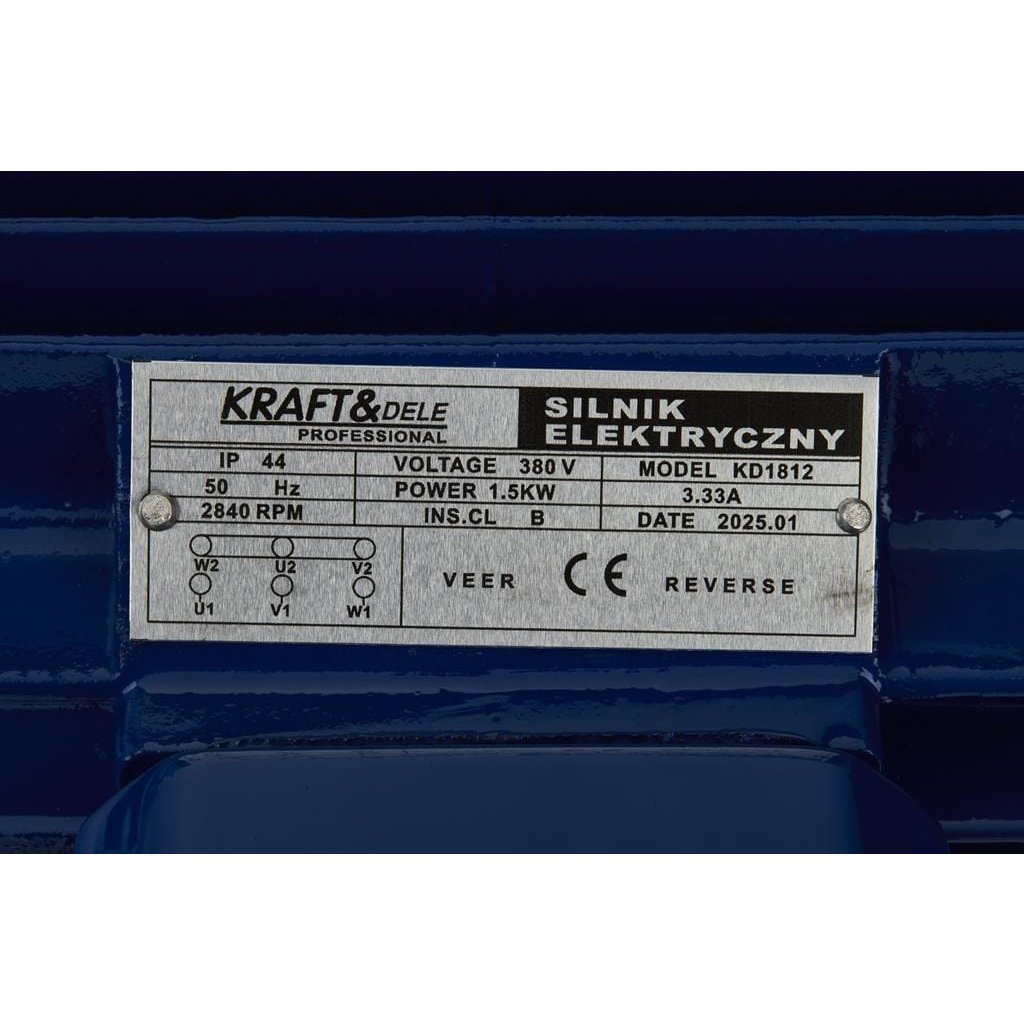 KRAFT&DELE
PROFESSIONAL
SILNIK
ELEKTRYCZNY
IP 44 VOLTAGE 380 V MODEL KD1812
50 Hz POWER 1.5KW 3.33A
2840 RPM INS.CL B DATE 2025.01
W2 U2 V2
U1 V1 W1
VEER CE REVERSE